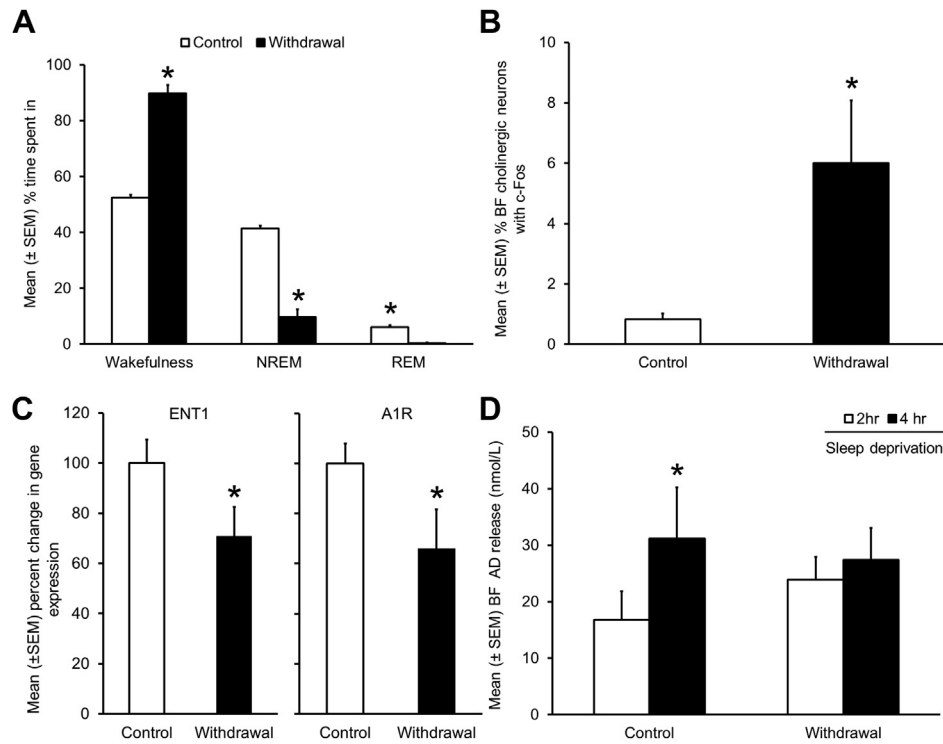 A
Control Withdrawal
Mean (± SEM) % time spent in
100
80
60
40
20
0
*
*
*
Wakefulness NREM REM
B
Mean (± SEM) % BF cholinergic neurons
with c-Fos
10
8
6
4
2
0
*
Control Withdrawal
C
Mean (±SEM) percent change in gene
expression
120
100
80
60
40
20
0
ENT1 A1R
*
*
Control Withdrawal Control Withdrawal
D
2hr 4 hr
Sleep deprivation
Mean (± SEM) BF AD release (nmol/L)
50
40
30
20
10
0
*
Control Withdrawal